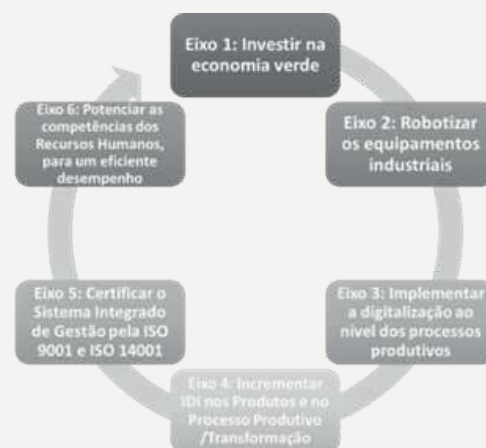 Eixo 1: Investir na
economia verde
Eixo 2: Robotizar
os equipamentos
industriais
Eixo 3: Implementar
a digitalização ao
nível dos processos
produtivos
Eixo 4: Incrementar
IDI nos Produtos e no
Processo Produtivo
/Transformação
Eixo 5: Certificar o
Sistema Integrado
de Gestão pela ISO
9001 e ISO 14001
Eixo 6: Potenciar as
competências dos
Recursos Humanos,
para um eficiente
desempenho